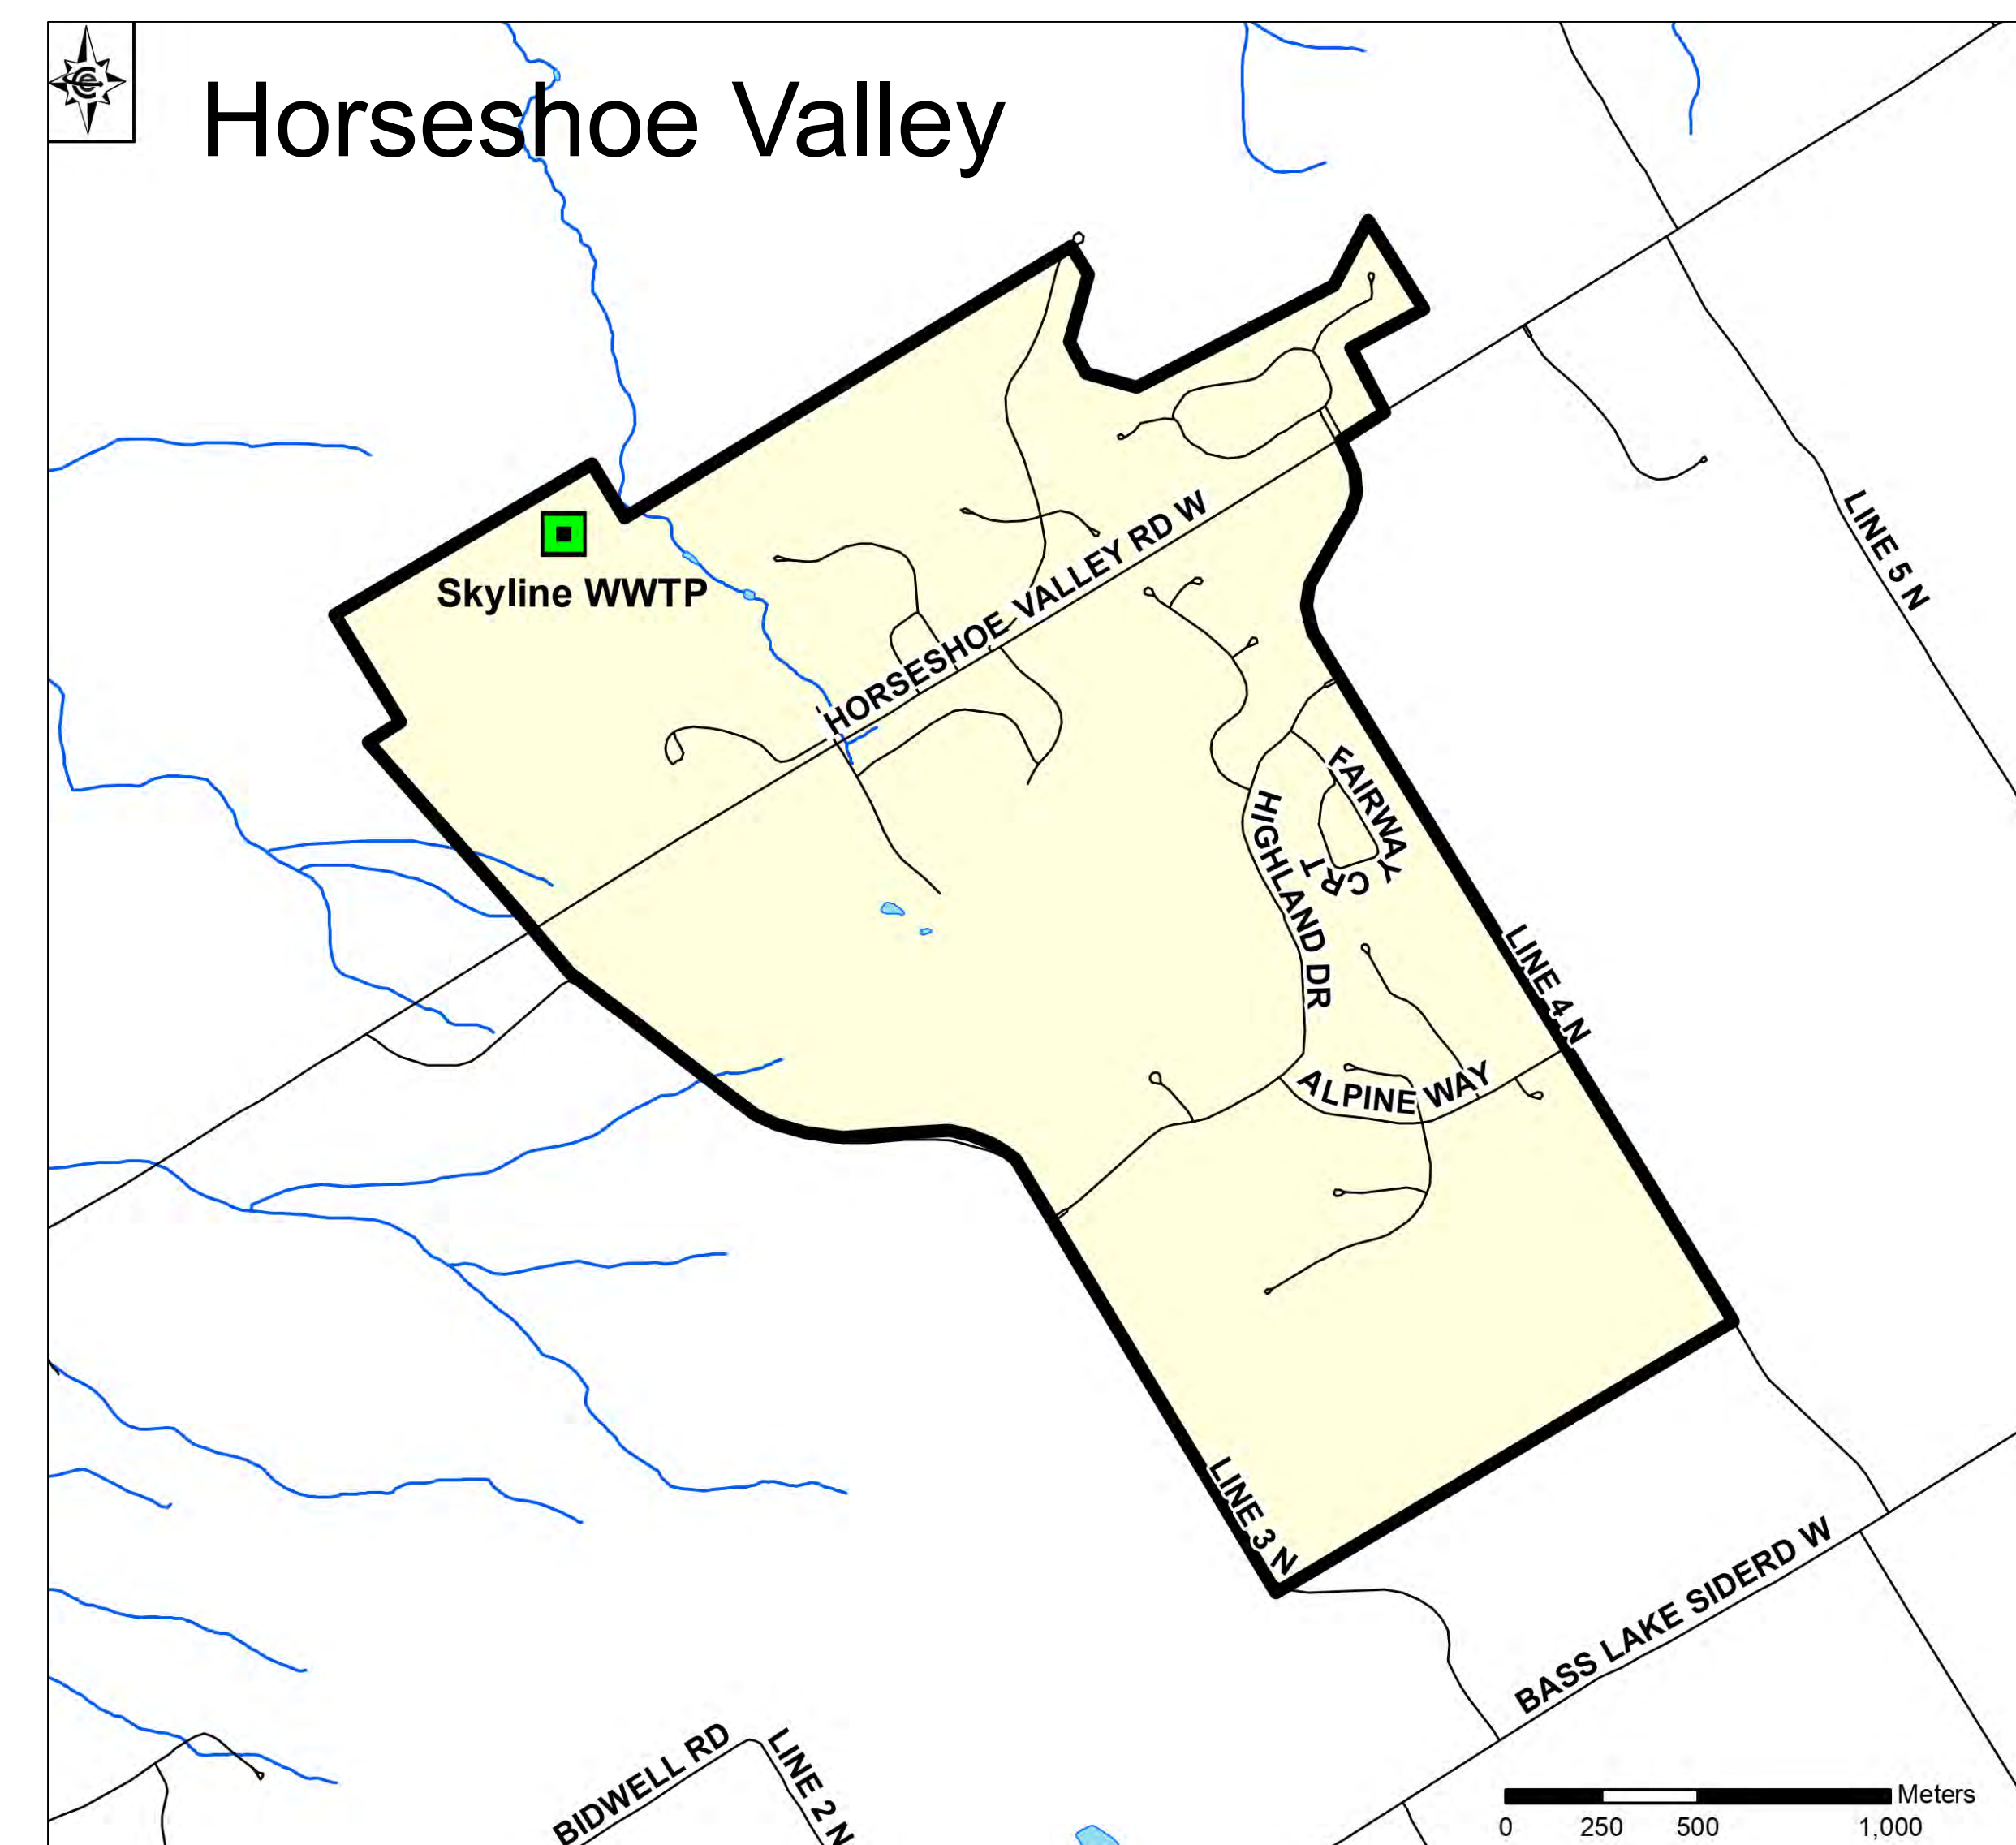 Horseshoe Valley
Skyline WWTP
HORSESHOE VALLEY RD W
LINE 5 N
FAIRWAY
CRT
HIGHLAND DR
LINE 4 N
ALPINE WAY
LINE 3 N
BASS LAKE SIDERD W
BIDWELL RD
LINE 2 N
Meters
0 250 500 1,000